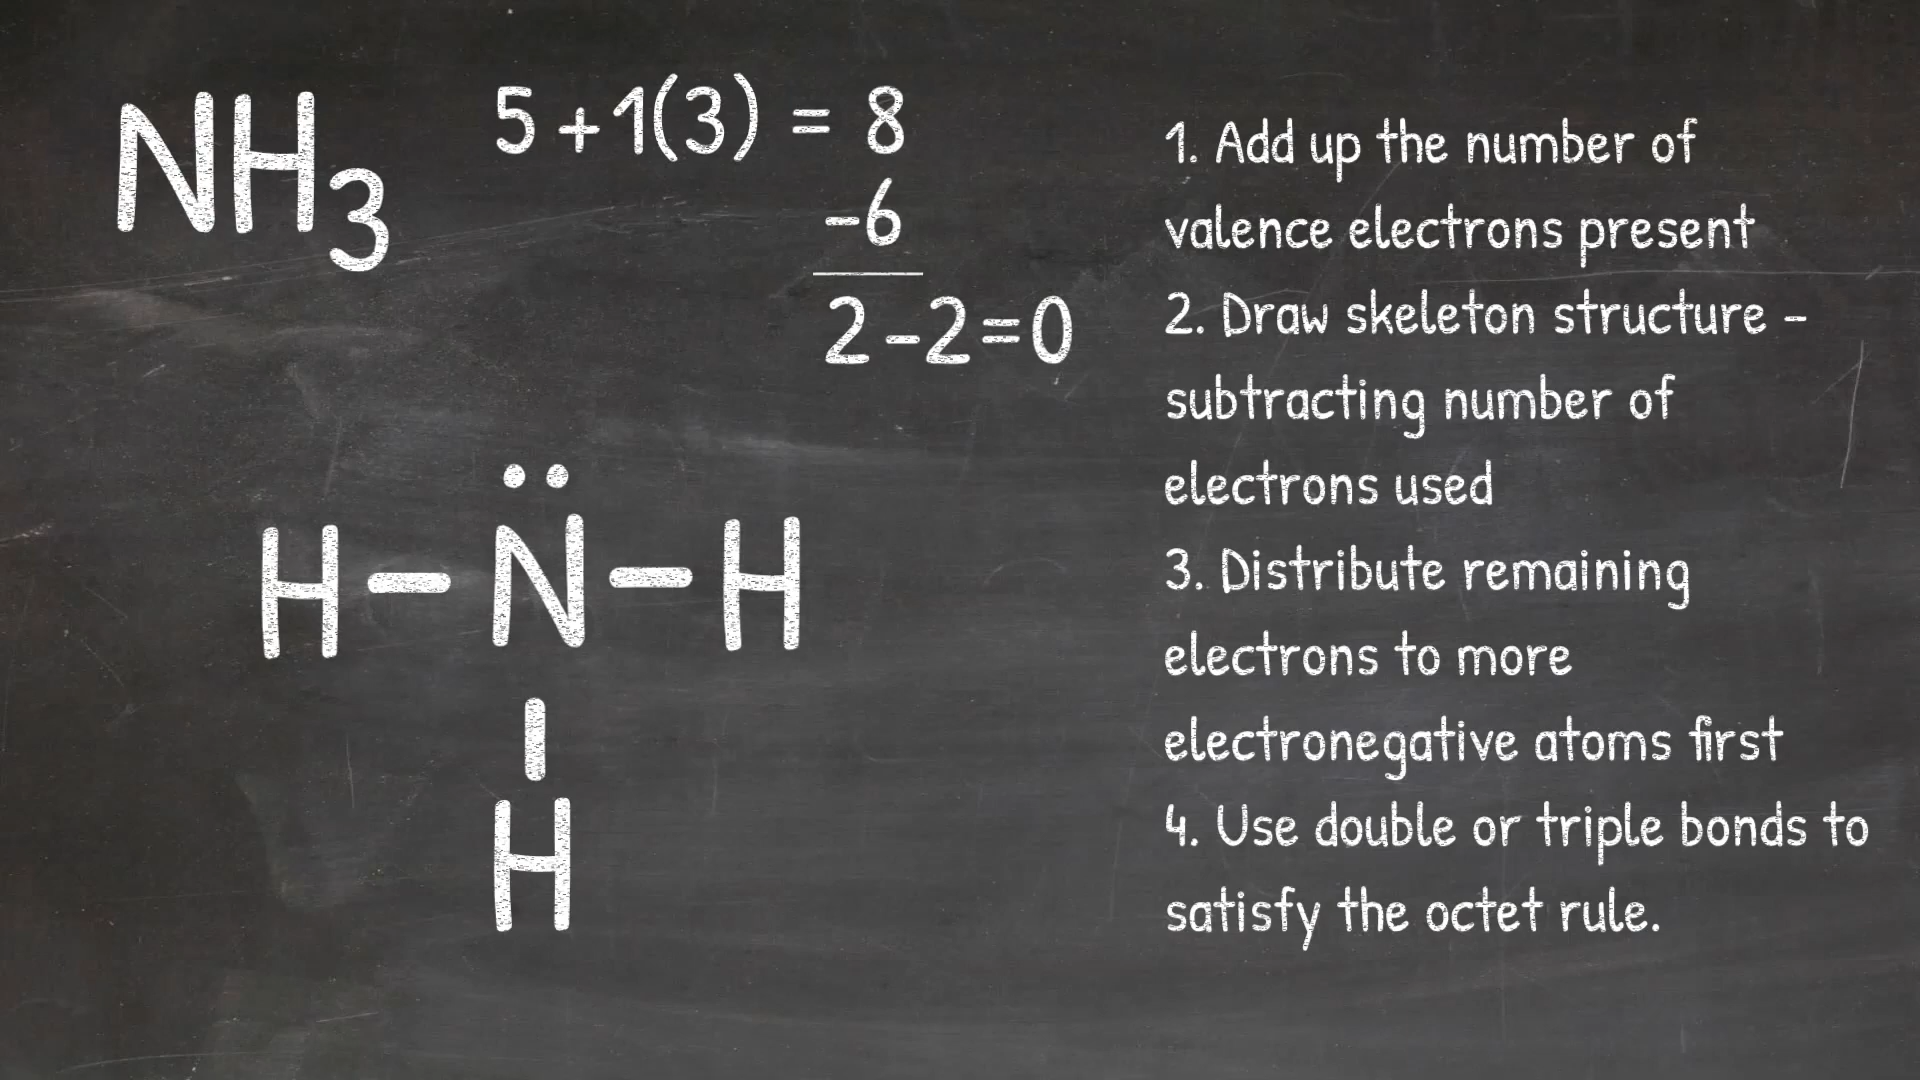 NH₃
5 + 1(3) = 8
-6
2-2=0
H-N̈-H
H
1. Add up the number of
valence electrons present
2. Draw skeleton structure -
subtracting number of
electrons used
3. Distribute remaining
electrons to more
electronegative atoms first
4. Use double or triple bonds to
satisfy the octet rule.